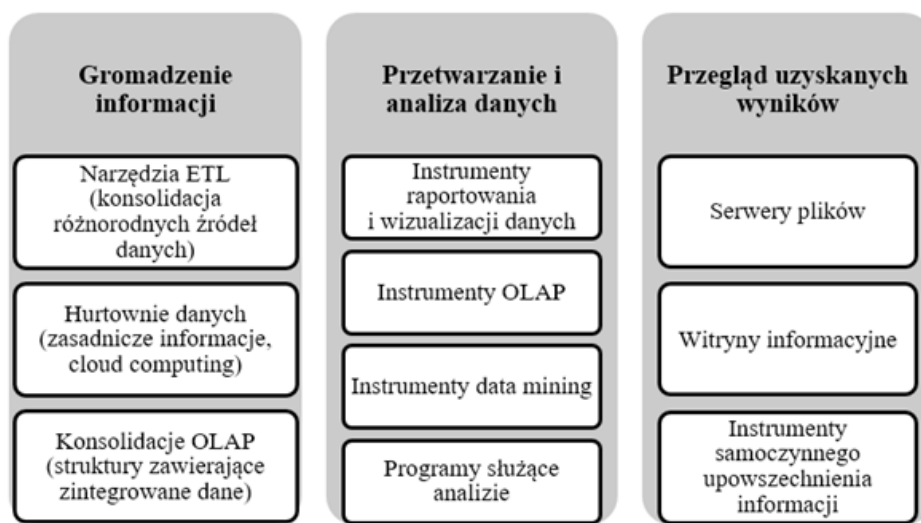 Gromadzenie
informacji
Narzędzia ETL
(konsolidacja
różnorodnych źródeł
danych)
Hurtownie danych
(zasadnicze informacje,
cloud computing)
Konsolidacje OLAP
(struktury zawierające
zintegrowane dane)
Przetwarzanie i
analiza danych
Instrumenty
raportowania
i wizualizacji danych
Instrumenty OLAP
Instrumenty data mining
Programy służące
analizie
Przegląd uzyskanych
wyników
Serwery plików
Witryny informacyjne
Instrumenty
samoczynnego
upowszechnienia
informacji